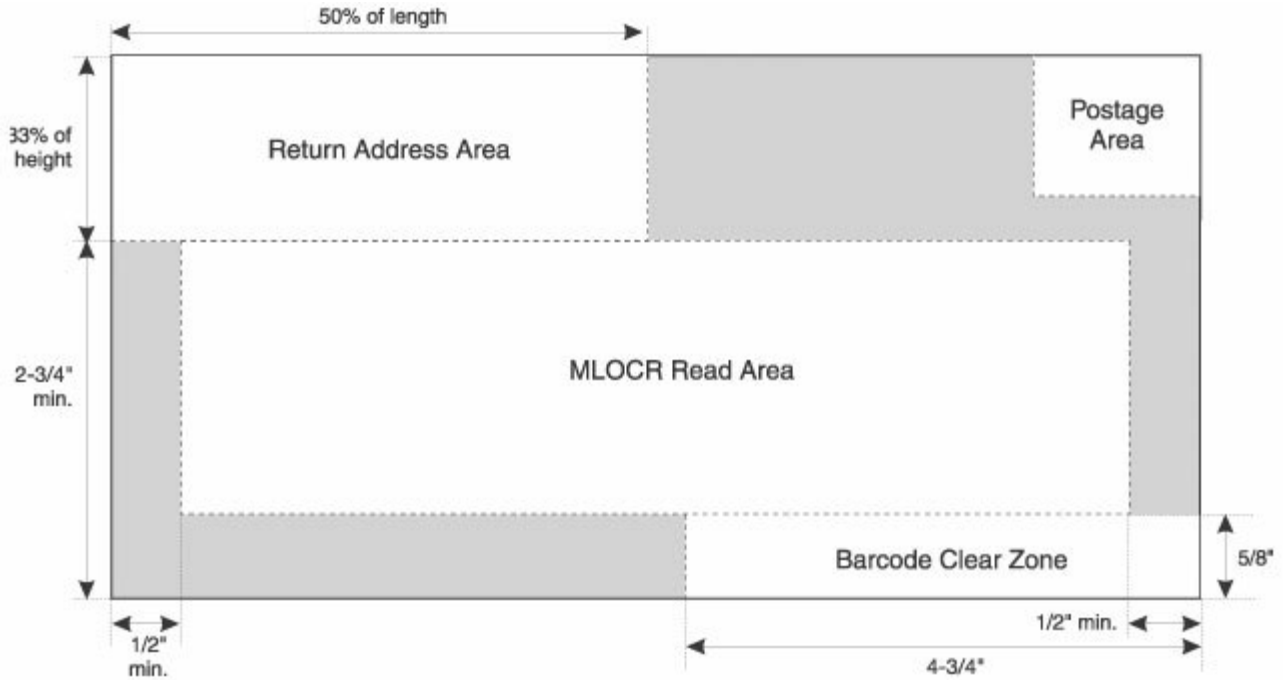 50% of length
33% of
height
Return Address Area
Postage
Area
2-3/4"
min.
MLOCR Read Area
Barcode Clear Zone
5/8"
1/2"
min.
1/2" min.
4-3/4"